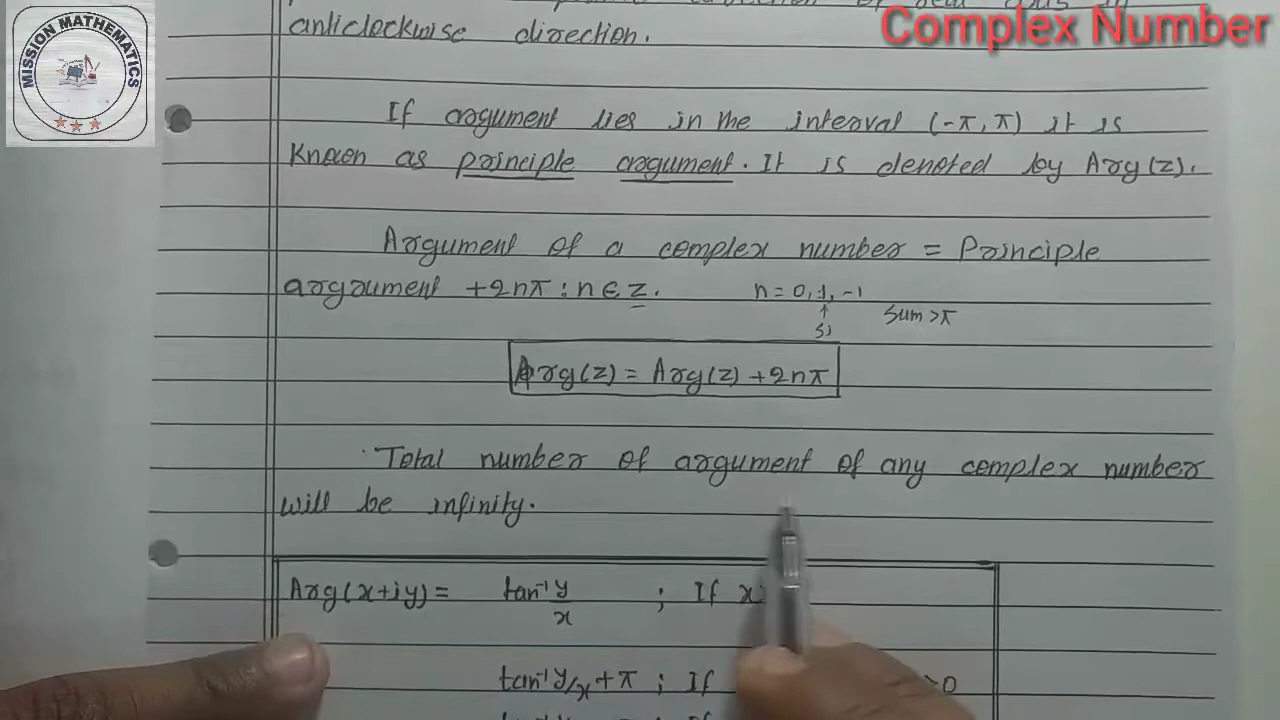 MISSION MATHEMATICS
Complex Number
anticlockwise direction.
If argument lies in the interval (-π, π) it is
Known as principle argument. It is denoted by Arg(z).
Argument of a complex number = Principle
argrument +2nπ : n∈z.
n = 0, 1, -1
Sum >π
Arg(z) = Arg(z) +2nπ
Total number of argument of any complex number
will be infinity.
Arg(x+iy) = tan⁻¹ y/x ; If x
tan⁻¹ y/x + π ; If >0